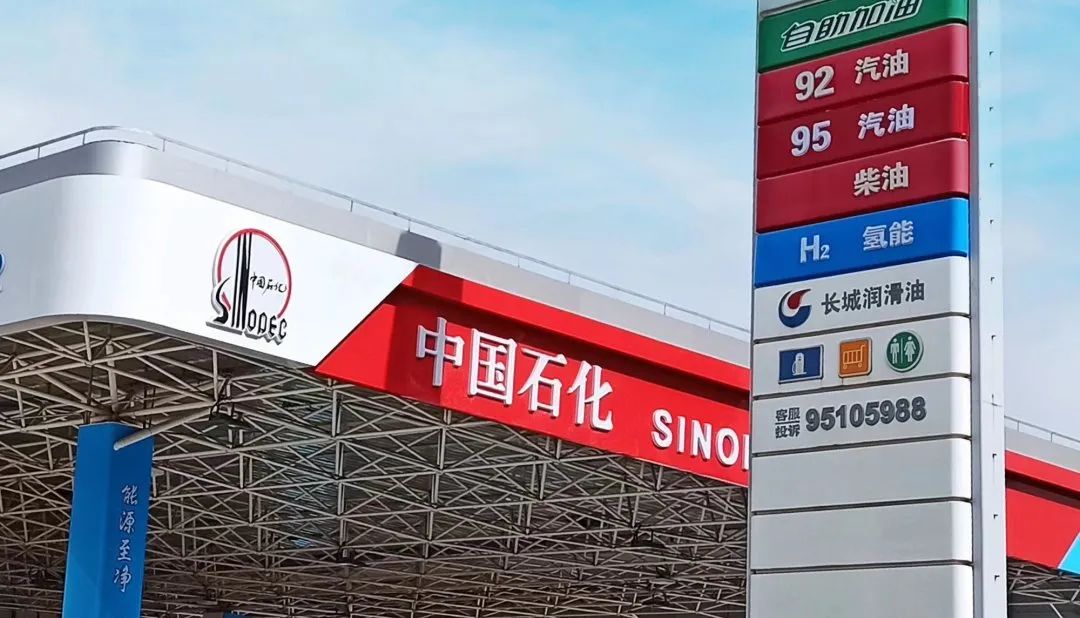 自助加油
92 汽油
95 汽油
柴油
H₂ 氢能
长城润滑油
客服
投诉 95105988
中国石化
SINOPEC
中国石化 SINO
能源至净